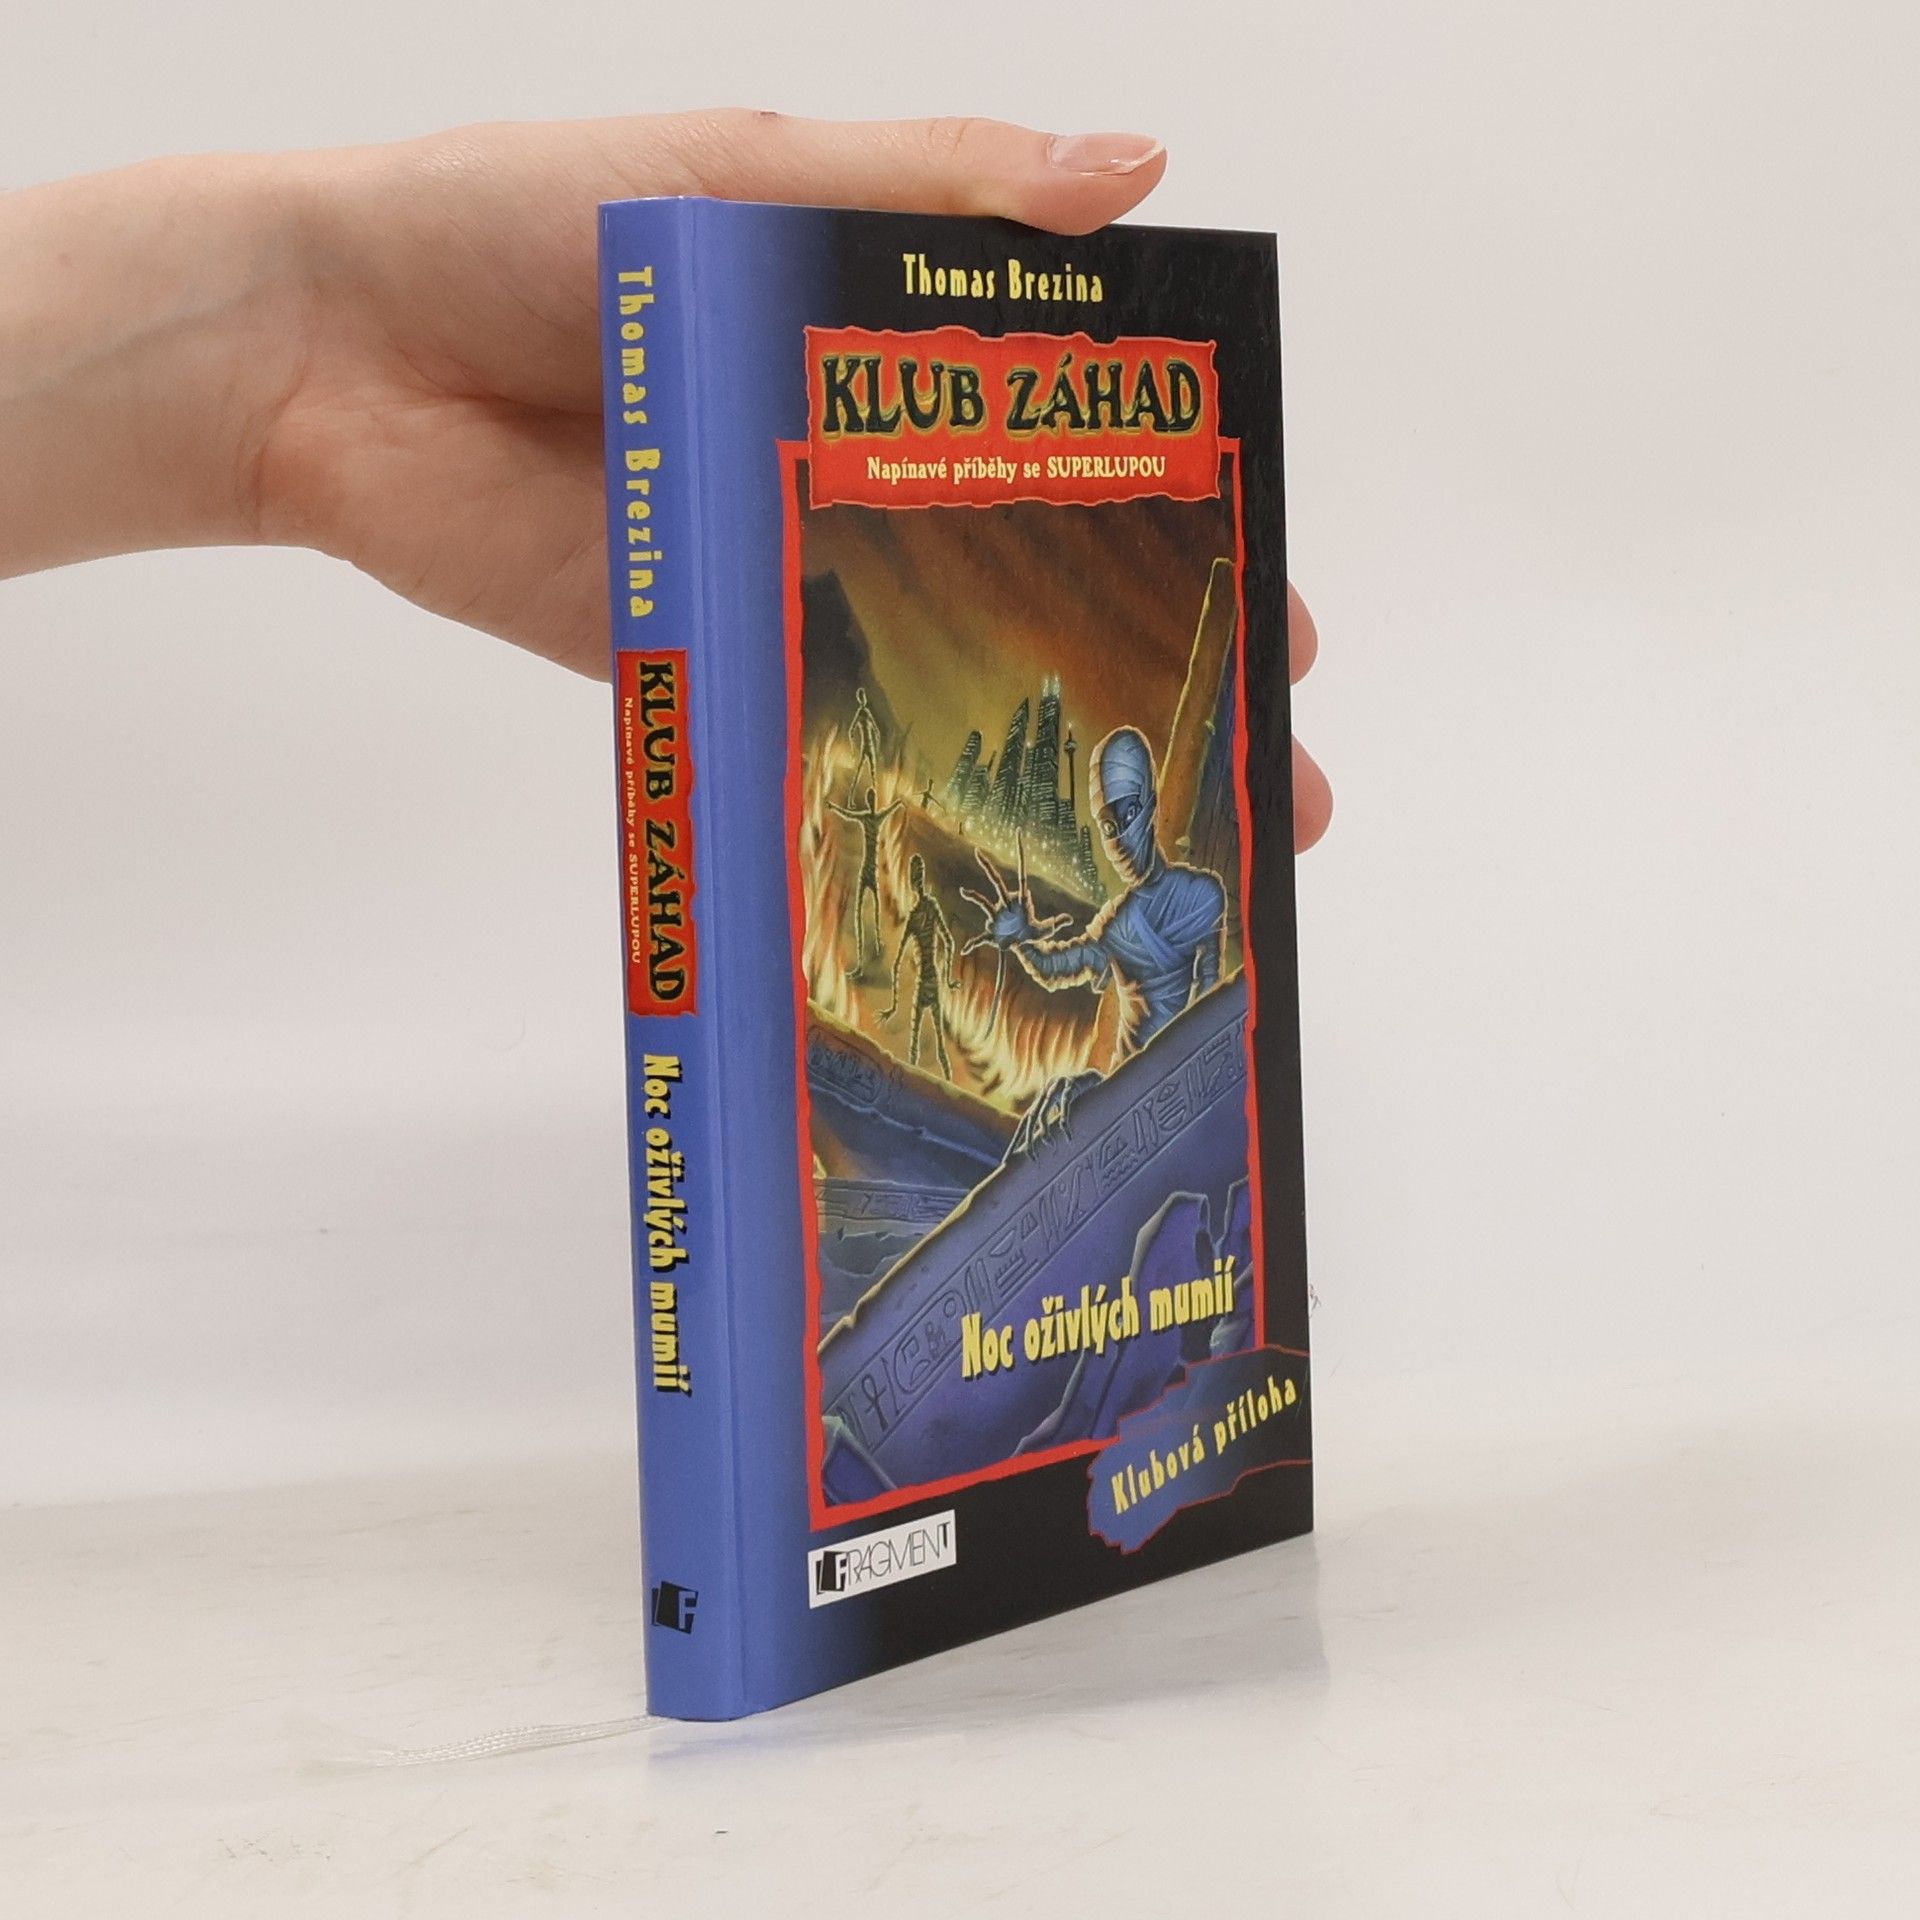 Thomas Brezina
KLUB ZÁHAD
Napínavé příběhy se SUPERLUPOU
Noc oživlých mumií
Thomas Brezina
KLUB ZÁHAD
Napínavé příběhy se SUPERLUPOU
Noc oživlých mumií
Klubová příloha
FRAGMENT